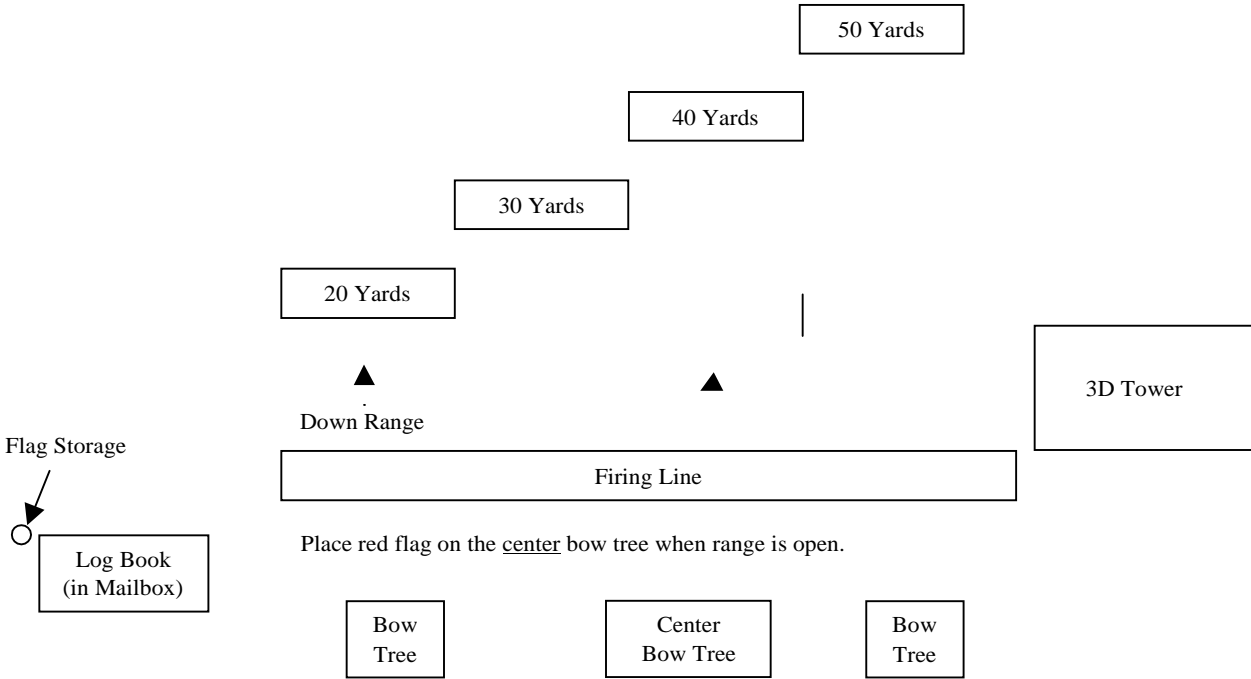 50 Yards
40 Yards
30 Yards
20 Yards
3D Tower
Down Range
Flag Storage
Firing Line
Place red flag on the center bow tree when range is open.
Log Book
(in Mailbox)
Bow
Tree
Center
Bow Tree
Bow
Tree